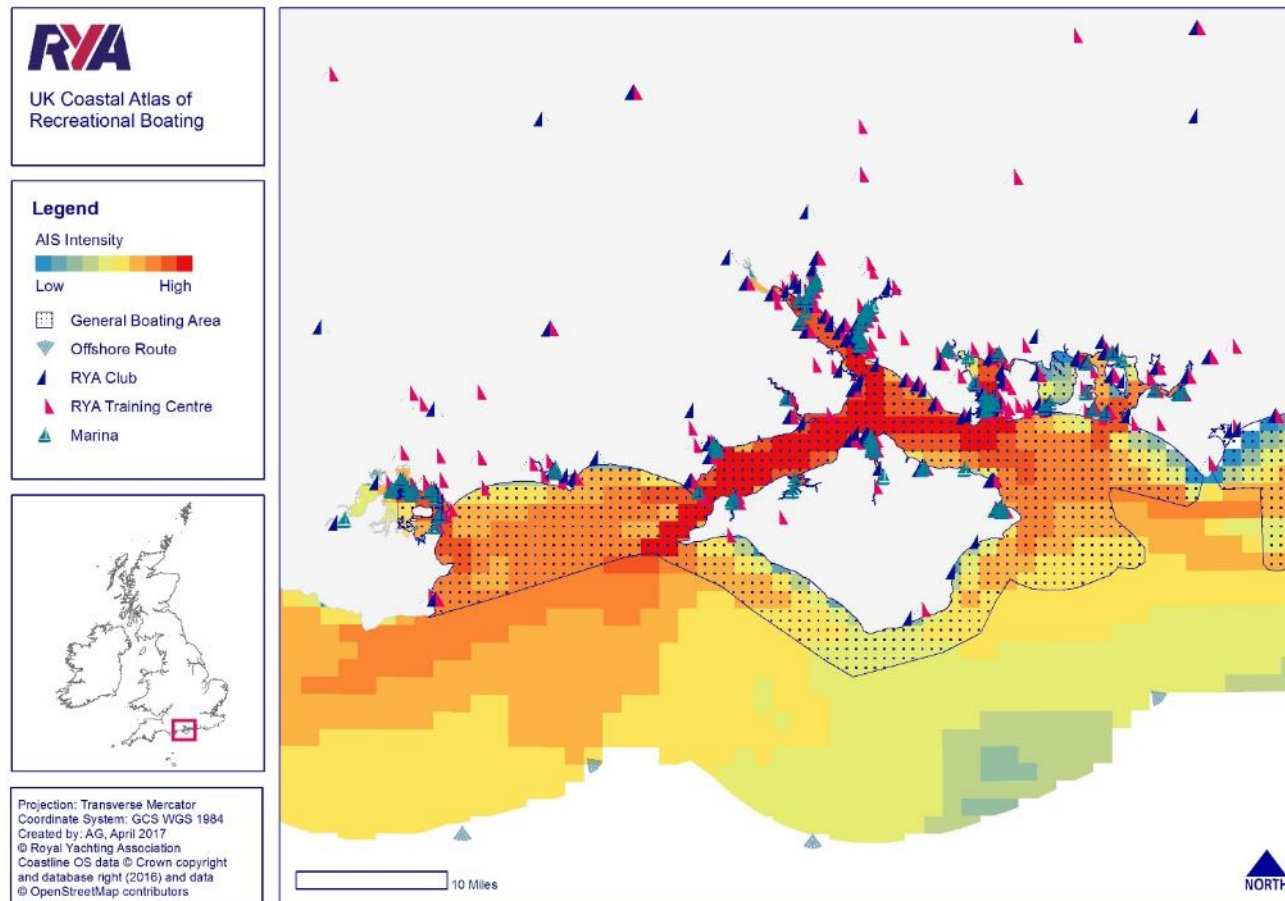 RYA
UK Coastal Atlas of
Recreational Boating
Legend
AIS Intensity
Low High
General Boating Area
Offshore Route
RYA Club
RYA Training Centre
Marina
Projection: Transverse Mercator
Coordinate System: GCS WGS 1984
Created by: AG, April 2017
© Royal Yachting Association
Coastline OS data © Crown copyright
and database right (2016) and data
© OpenStreetMap contributors
10 Miles
NORTH